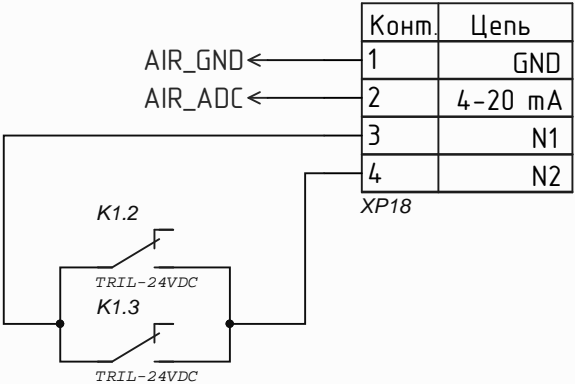 Конт. Цепь
AIR_GND 1 GND
AIR_ADC 2 4-20 mA
3 N1
4 N2
XP18
K1.2
TRIL-24VDC
K1.3
TRIL-24VDC